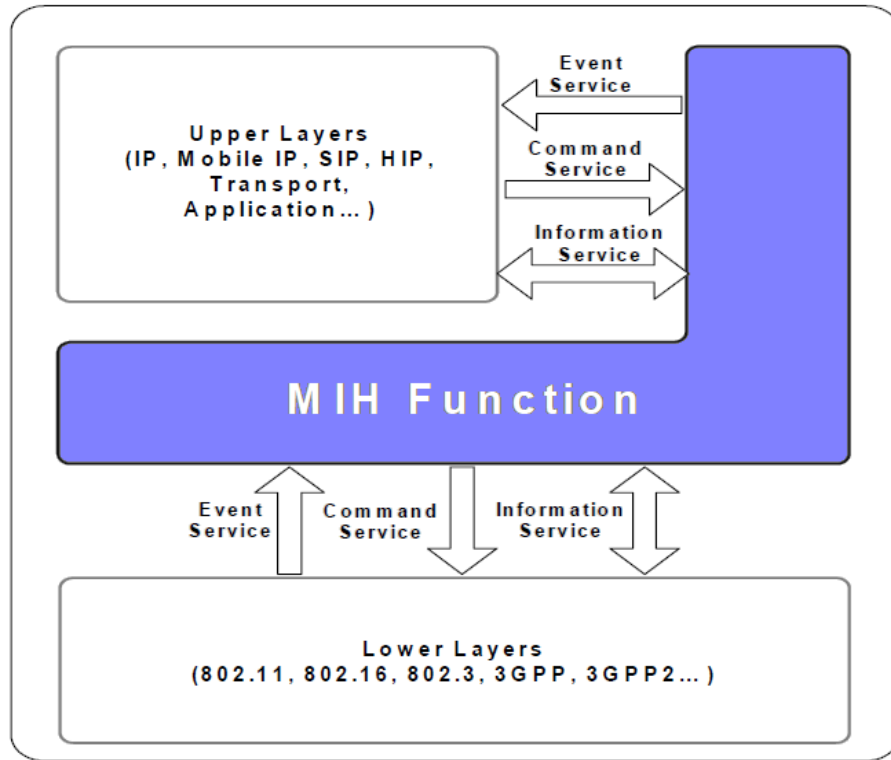 Event
Service
Upper Layers
(IP, Mobile IP, SIP, HIP,
Transport,
Application... )
Command
Service
Information
Service
MIH Function
Event
Service
Command
Service
Information
Service
Lower Layers
(802.11, 802.16, 802.3, 3GPP, 3GPP2... )